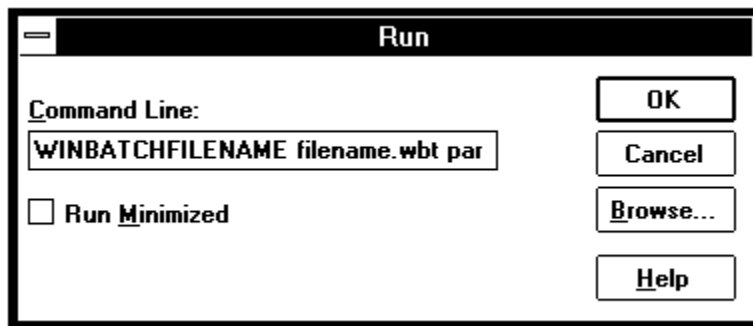 Run
Command Line:
WINBATCHFILENAME filename.wbt par
Run Minimized
OK
Cancel
Browse...
Help